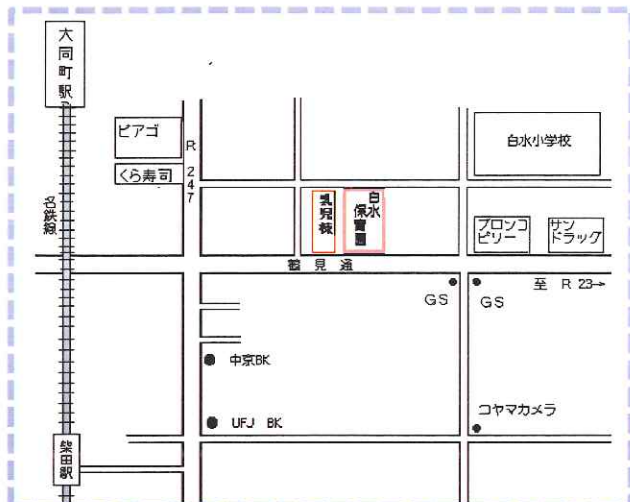 大同町駅
ピアゴ
くら寿司
R 247
名鉄線
白水小学校
乳児棟
白水
保育園
ブロンコ
ビリー
サン
ドラッグ
鶴見通
GS
GS
至 R 23→
中京BK
UFJ BK
コヤマカメラ
柴田駅